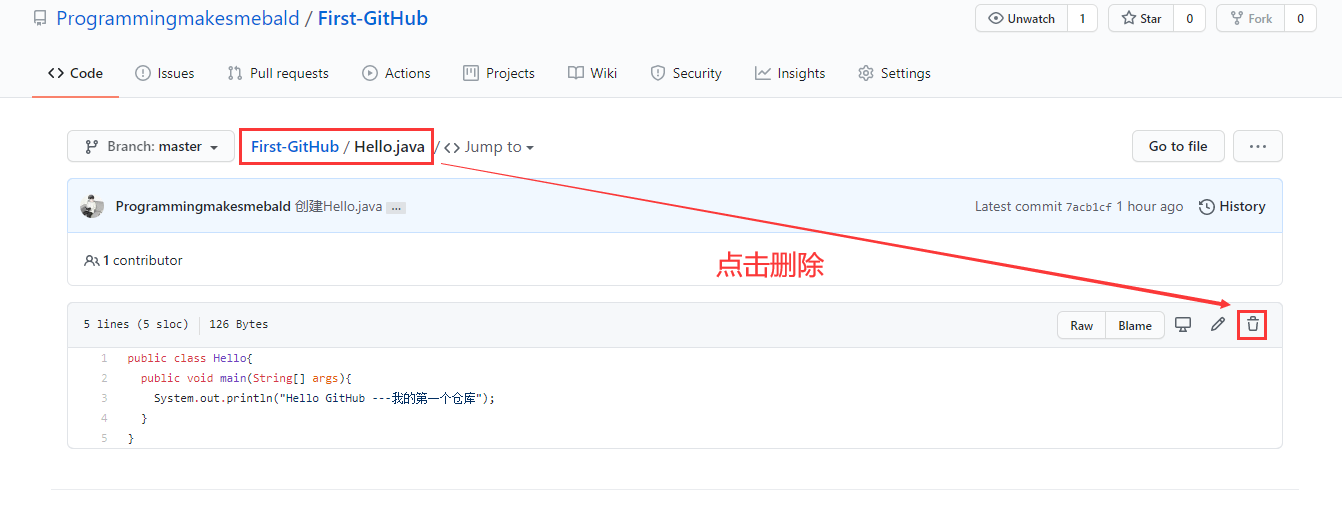 Programmingmakesmebald / First-GitHub
Unwatch 1 Star 0 Fork 0
Code Issues Pull requests Actions Projects Wiki Security Insights Settings
Branch: master First-GitHub / Hello.java / <> Jump to Go to file ...
Programmingmakesmebald 创建Hello.java ... Latest commit 7acb1cf 1 hour ago History
1 contributor
点击删除
5 lines (5 sloc) 126 Bytes Raw Blame
1 public class Hello{
2 public void main(String[] args){
3 System.out.println("Hello GitHub ---我的第一个仓库");
4 }
5 }